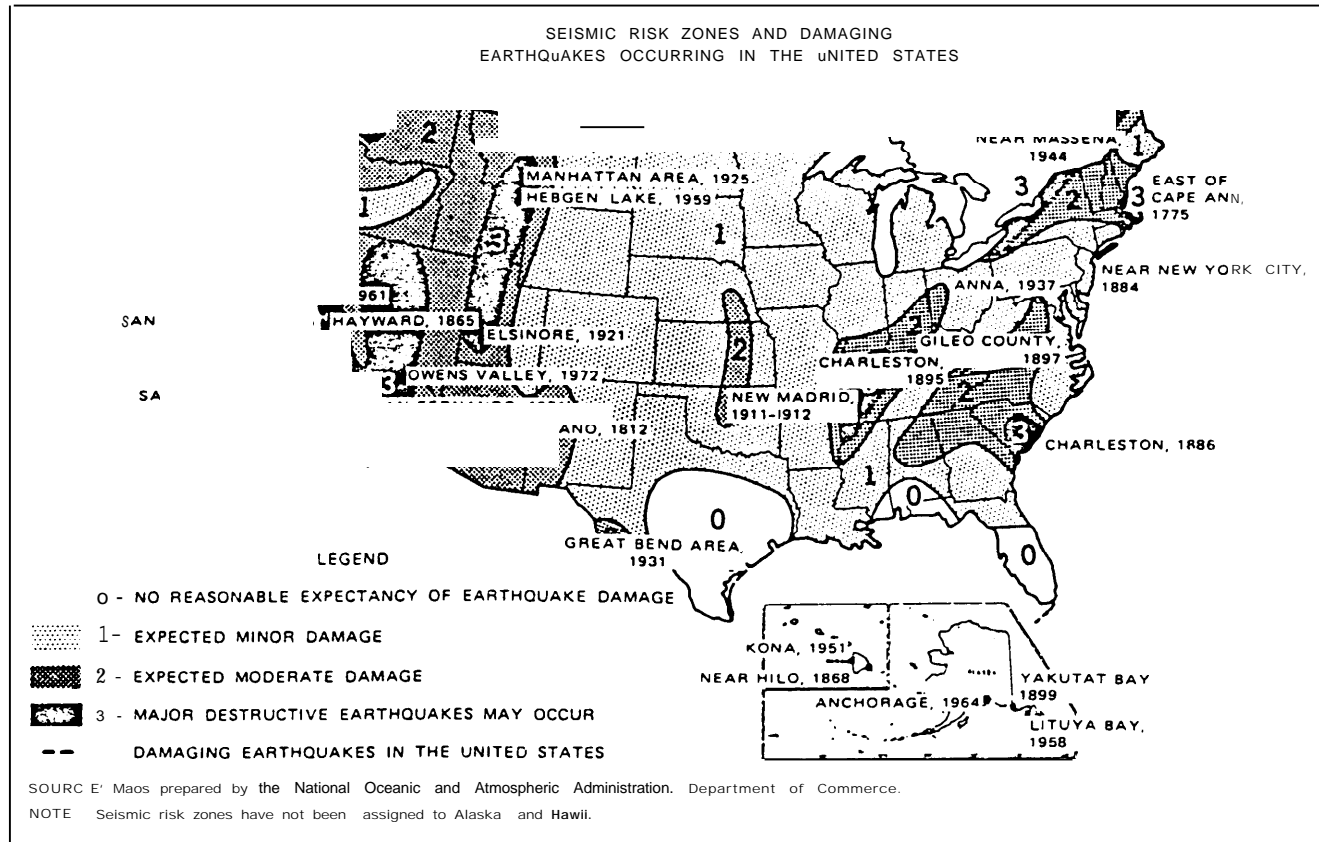 SEISMIC RISK ZONES AND DAMAGING
EARTHQuAKES OCCURRING IN THE uNITED STATES
2
NEAR MASSENA,
1944
1
MANHATTAN AREA, 1925
HEBGEN LAKE, 1959
3
2
3
EAST OF
CAPE ANN,
1775
1
1
3
NEAR NEW YORK CITY,
1884
ANNA, 1937
961
SAN
HAYWARD, 1865
ELSINORE, 1921
2
2
GILEO COUNTY,
1897
CHARLESTON,
1895
3
OWENS VALLEY, 1972
SA
NEW MADRID,
1911-1912
2
ANO, 1812
3
CHARLESTON, 1886
1
0
0
0
GREAT BEND AREA,
1931
LEGEND
0 - NO REASONABLE EXPECTANCY OF EARTHQUAKE DAMAGE
1- EXPECTED MINOR DAMAGE
2 - EXPECTED MODERATE DAMAGE
3 - MAJOR DESTRUCTIVE EARTHQUAKES MAY OCCUR
-- DAMAGING EARTHQUAKES IN THE UNITED STATES
KONA, 1951
NEAR HILO, 1868
ALASKA
YAKUTAT BAY
1899
ANCHORAGE, 1964
LITUYA BAY,
1958
SOURC E' Maos prepared by the National Oceanic and Atmospheric Administration. Department of Commerce.
NOTE Seismic risk zones have not been assigned to Alaska and Hawii.